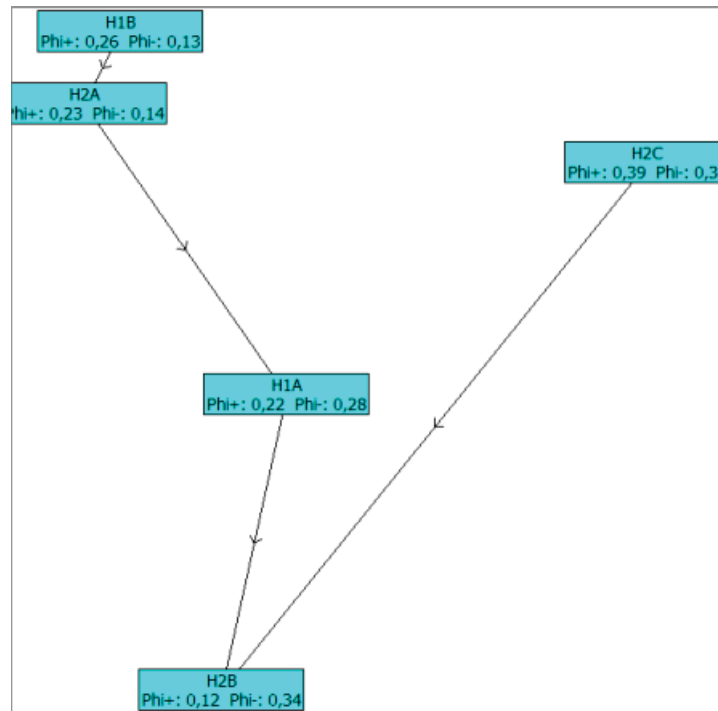 H1B
Phi+: 0,26 Phi-: 0,13
H2A
Phi+: 0,23 Phi-: 0,14
H2C
Phi+: 0,39 Phi-: 0,3
H1A
Phi+: 0,22 Phi-: 0,28
H2B
Phi+: 0,12 Phi-: 0,34